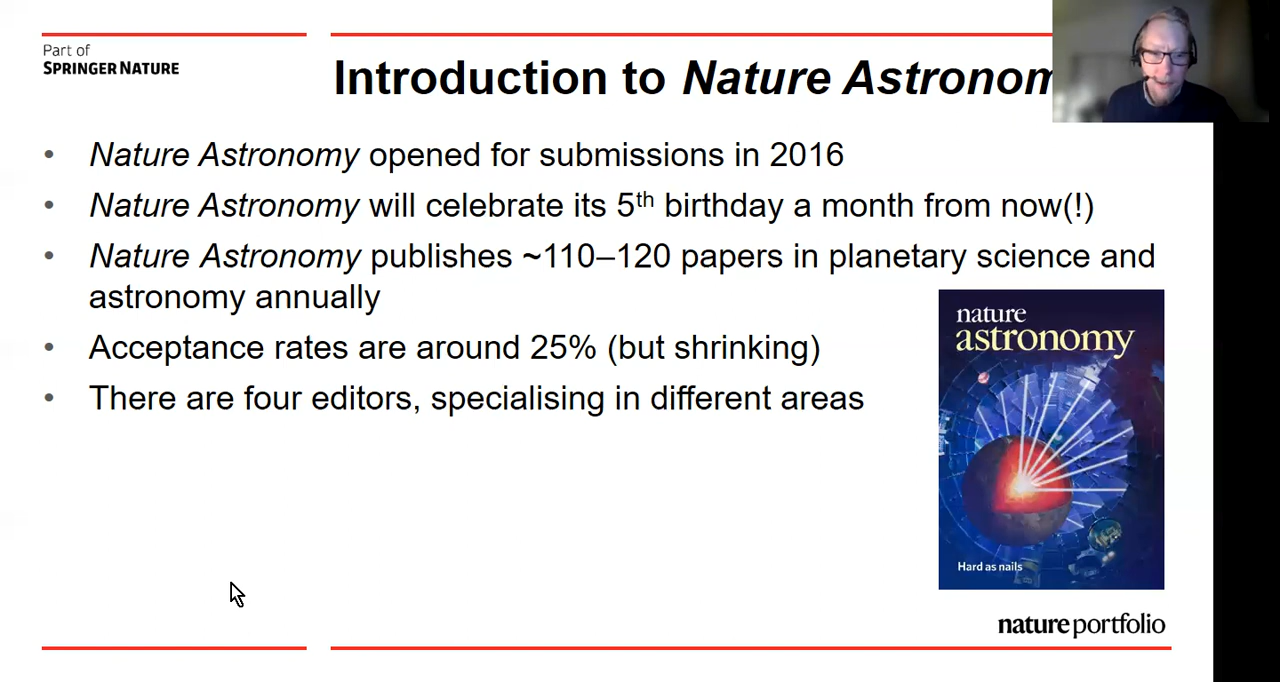 Part of
SPRINGER NATURE
Introduction to Nature Astronom
• Nature Astronomy opened for submissions in 2016
• Nature Astronomy will celebrate its 5th birthday a month from now(!)
• Nature Astronomy publishes ~110–120 papers in planetary science and
astronomy annually
• Acceptance rates are around 25% (but shrinking)
• There are four editors, specialising in different areas
nature
astronomy
Hard as nails
natureportfolio